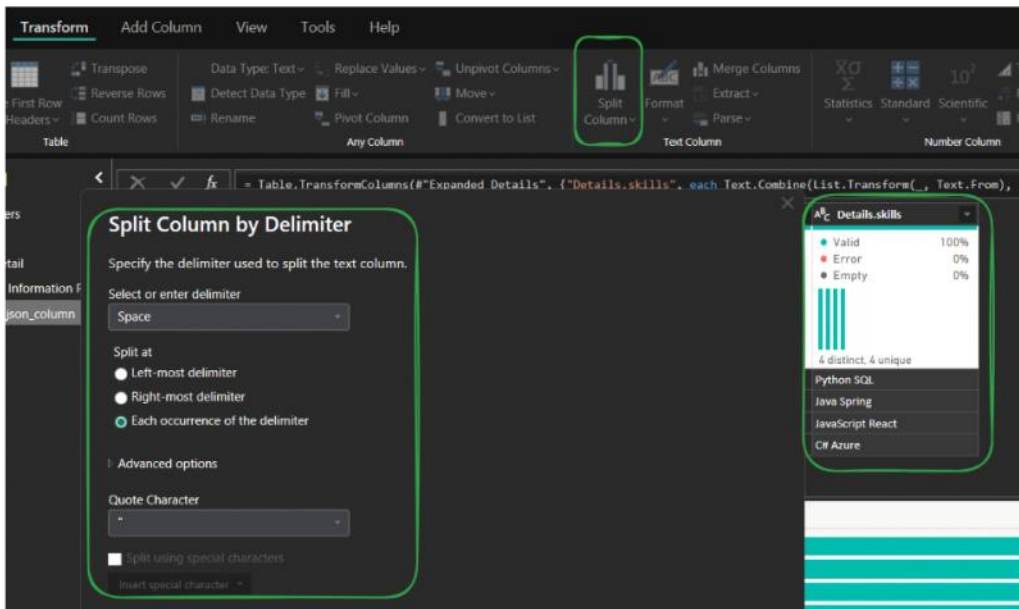 Transform Add Column View Tools Help
Transpose Data Type: Text Replace Values Unpivot Columns Merge Columns
First Row Reverse Rows Detect Data Type Fill Move Split Format Extract Statistics Standard Scientific
Headers Count Rows Rename Pivot Column Convert to List Column Parse
Table Any Column Text Column Number Column
fx = Table.TransformColumns(#"Expanded Details", {"Details.skills", each Text.Combine(List.Transform(_, Text.From),
Split Column by Delimiter
Specify the delimiter used to split the text column.
Select or enter delimiter
Space
Split at
Left-most delimiter
Right-most delimiter
Each occurrence of the delimiter
Advanced options
Quote Character
"
Split using special characters
Insert special character
Information
json_column
ABC Details.skills
Valid 100%
Error 0%
Empty 0%
4 distinct, 4 unique
Python SQL
Java Spring
JavaScript React
C# Azure